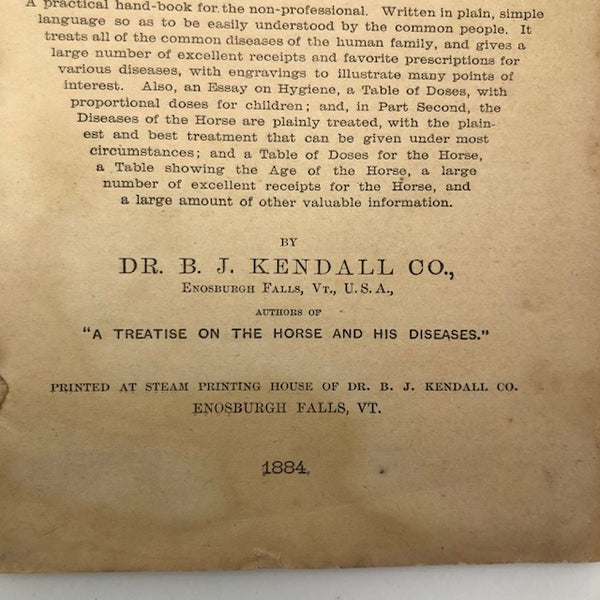 A practical hand-book for the non-professional. Written in plain, simple
language so as to be easily understood by the common people. It
treats all of the common diseases of the human family, and gives a
large number of excellent receipts and favorite prescriptions for
various diseases, with engravings to illustrate many points of
interest. Also, an Essay on Hygiene, a Table of Doses, with
proportional doses for children; and, in Part Second, the
Diseases of the Horse are plainly treated, with the plain-
est and best treatment that can be given under most
circumstances; and a Table of Doses for the Horse,
a Table showing the Age of the Horse, a large
number of excellent receipts for the Horse, and
a large amount of other valuable information.
BY
DR. B. J. KENDALL CO.,
ENOSBURGH FALLS, VT., U. S. A.,
AUTHORS OF
"A TREATISE ON THE HORSE AND HIS DISEASES."
PRINTED AT STEAM PRINTING HOUSE OF DR. B. J. KENDALL CO.
ENOSBURGH FALLS, VT.
1884.